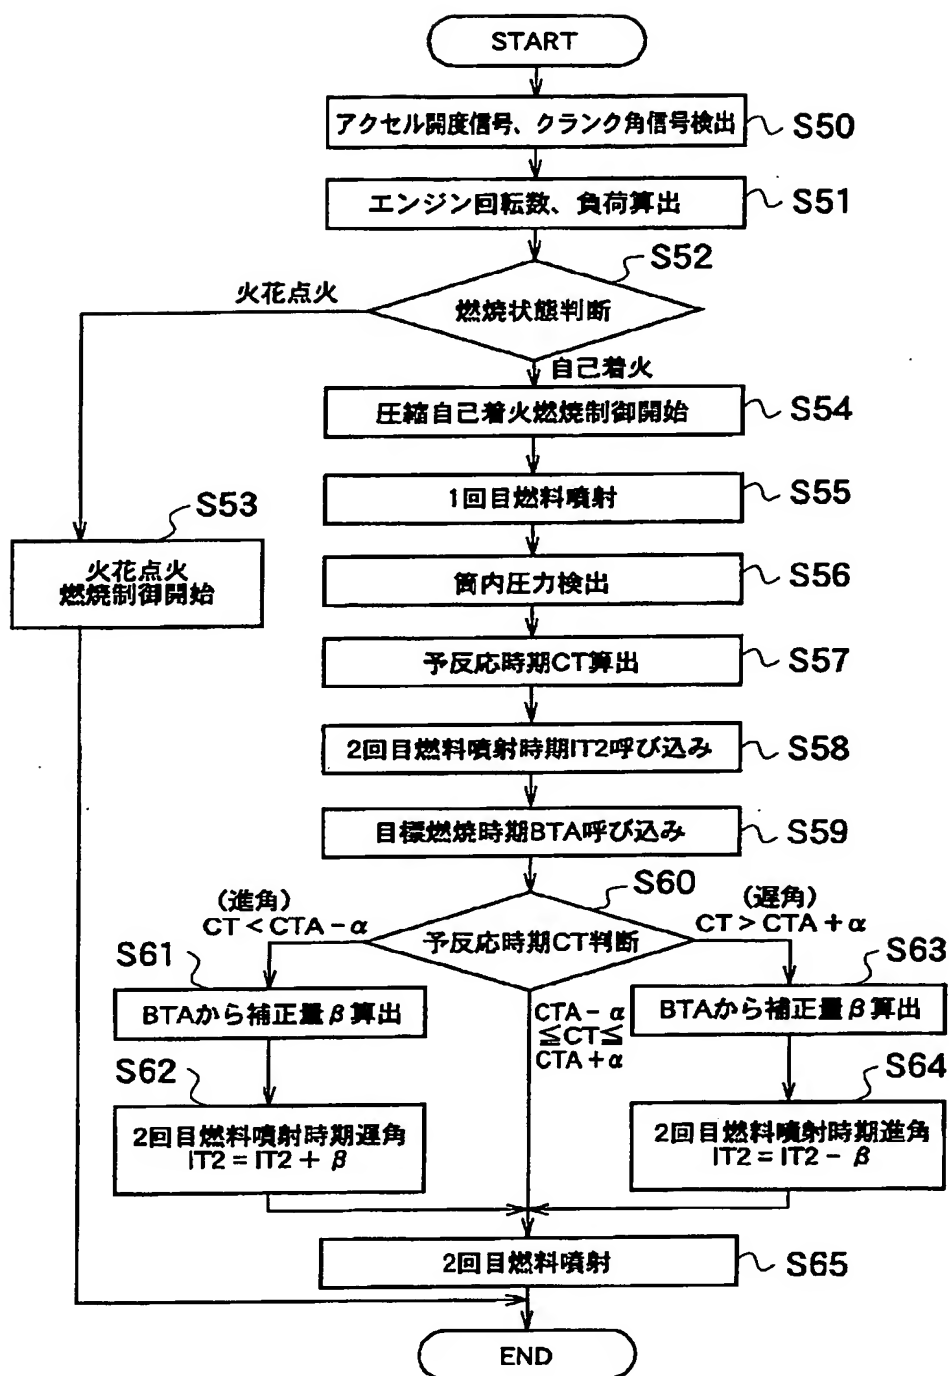 START
アクセル開度信号、クランク角信号検出
S50
エンジン回転数、負荷算出
S51
S52
火花点火
燃焼状態判断
自己着火
圧縮自己着火燃焼制御開始
S54
1回目燃料噴射
S55
S53
火花点火
燃焼制御開始
筒内圧力検出
S56
予反応時期CT算出
S57
2回目燃料噴射時期IT2呼び込み
S58
目標燃焼時期BTA呼び込み
S59
S60
(進角)
CT < CTA - α
予反応時期CT判断
(遅角)
CT > CTA + α
S61
BTAから補正量β算出
CTA - α
≦CT≦
CTA + α
S63
BTAから補正量β算出
S62
2回目燃料噴射時期遅角
IT2 = IT2 + β
S64
2回目燃料噴射時期進角
IT2 = IT2 - β
2回目燃料噴射
S65
END